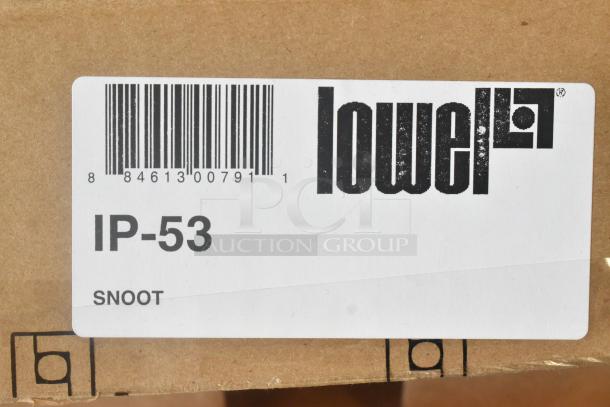 lowel®
8 84613 00791 1
IP-53
PCI
AUCTION GROUP
SNOOT